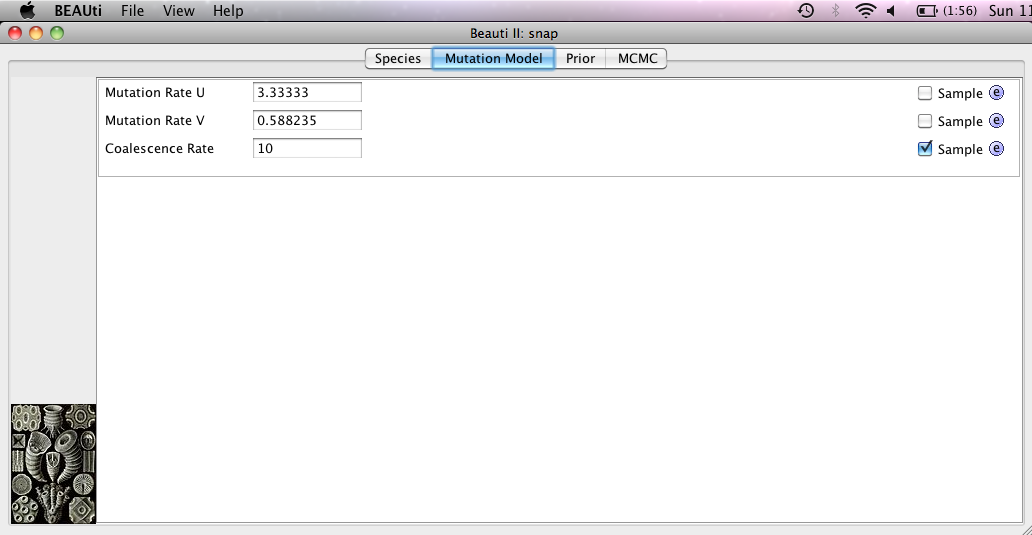 BEAUti File View Help (1:56) Sun 11
Beauti II: snap
Species Mutation Model Prior MCMC
Mutation Rate U 3.33333 Sample e
Mutation Rate V 0.588235 Sample e
Coalescence Rate 10 Sample e